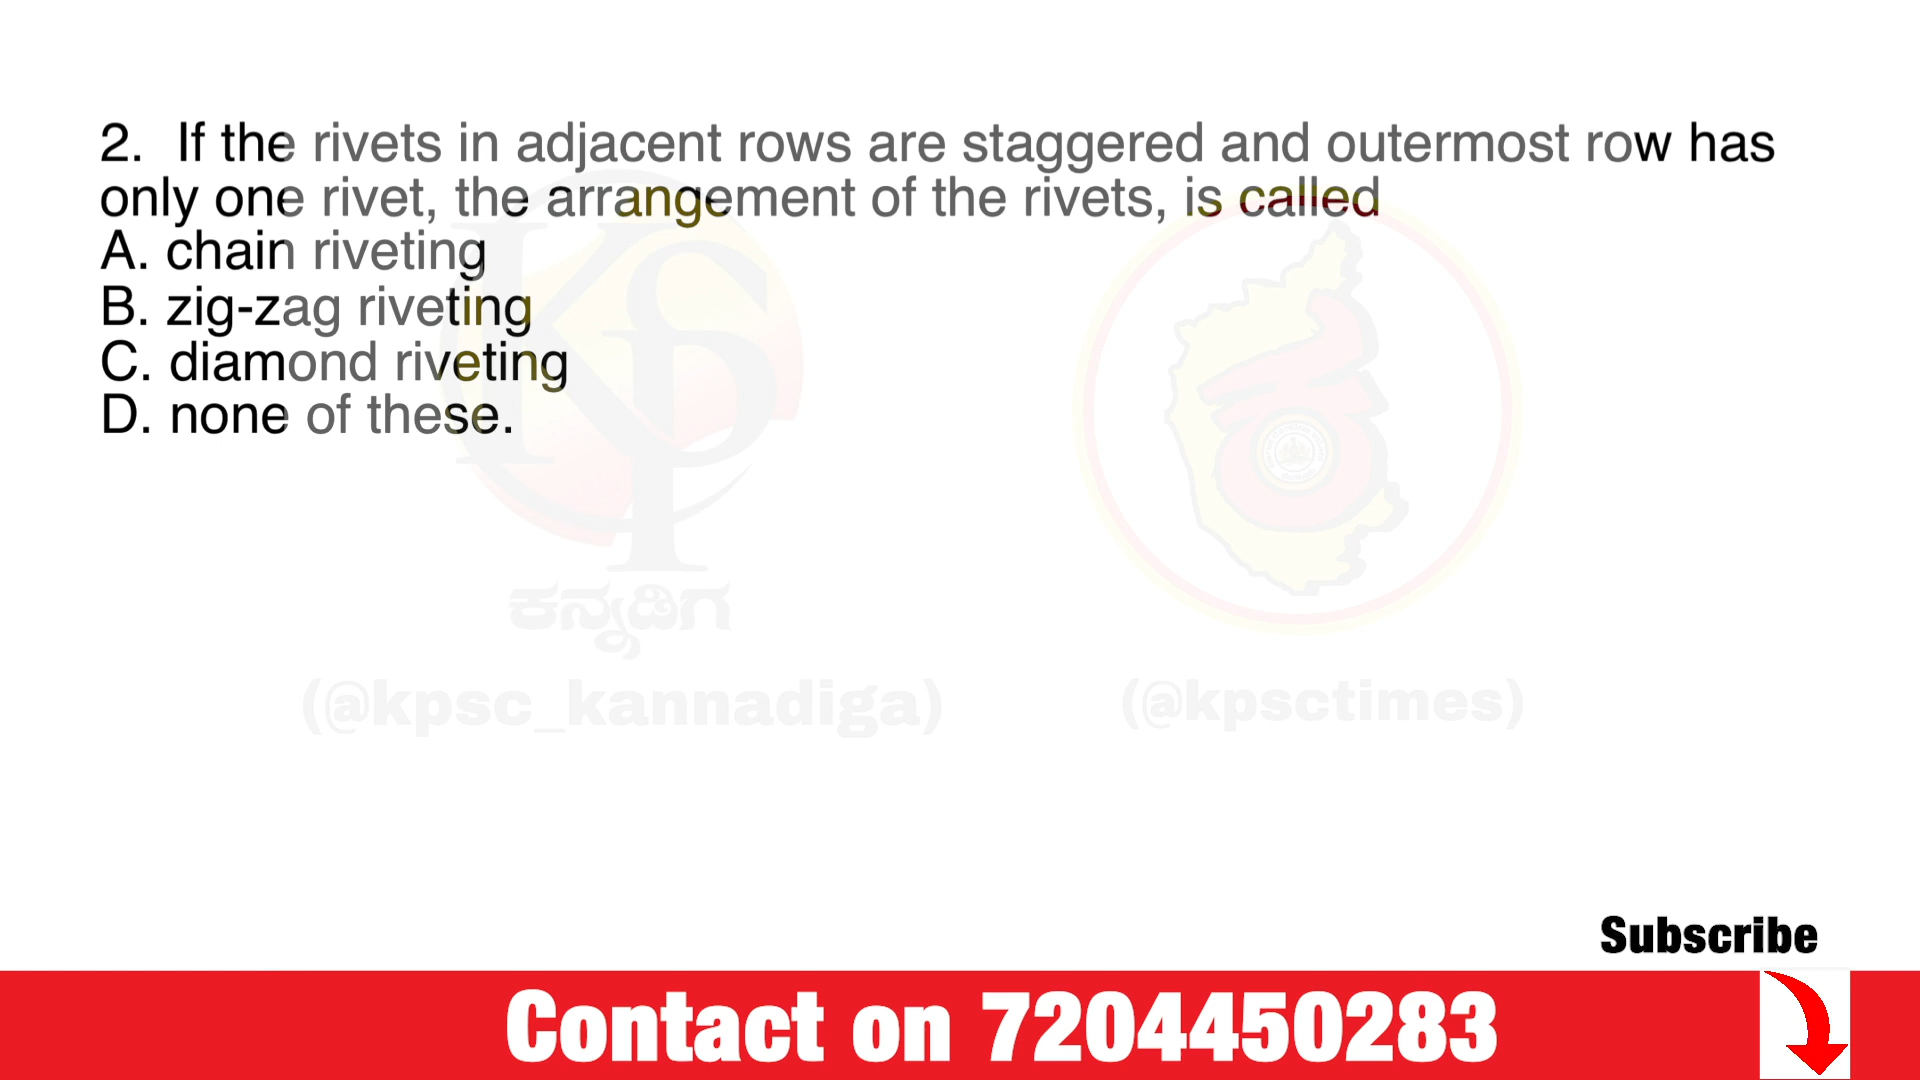 2. If the rivets in adjacent rows are staggered and outermost row has
only one rivet, the arrangement of the rivets, is called
A. chain riveting
B. zig-zag riveting
C. diamond riveting
D. none of these.
ಕನ್ನಡಿಗ
(@kpsc_kannadiga)
(@kpsctimes)
Subscribe
Contact on 7204450283